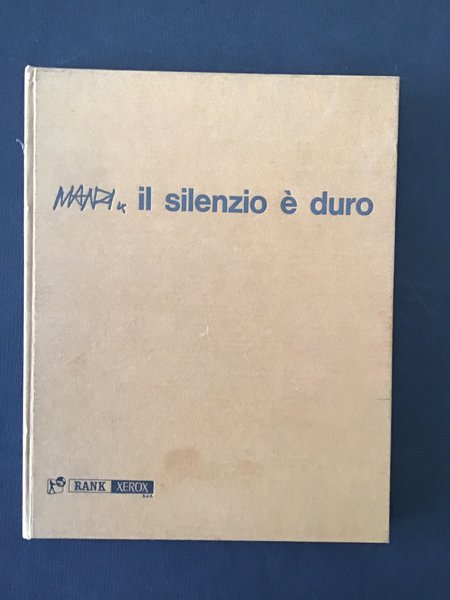 MANZI il silenzio è duro
RANK XEROX
S.p.A.